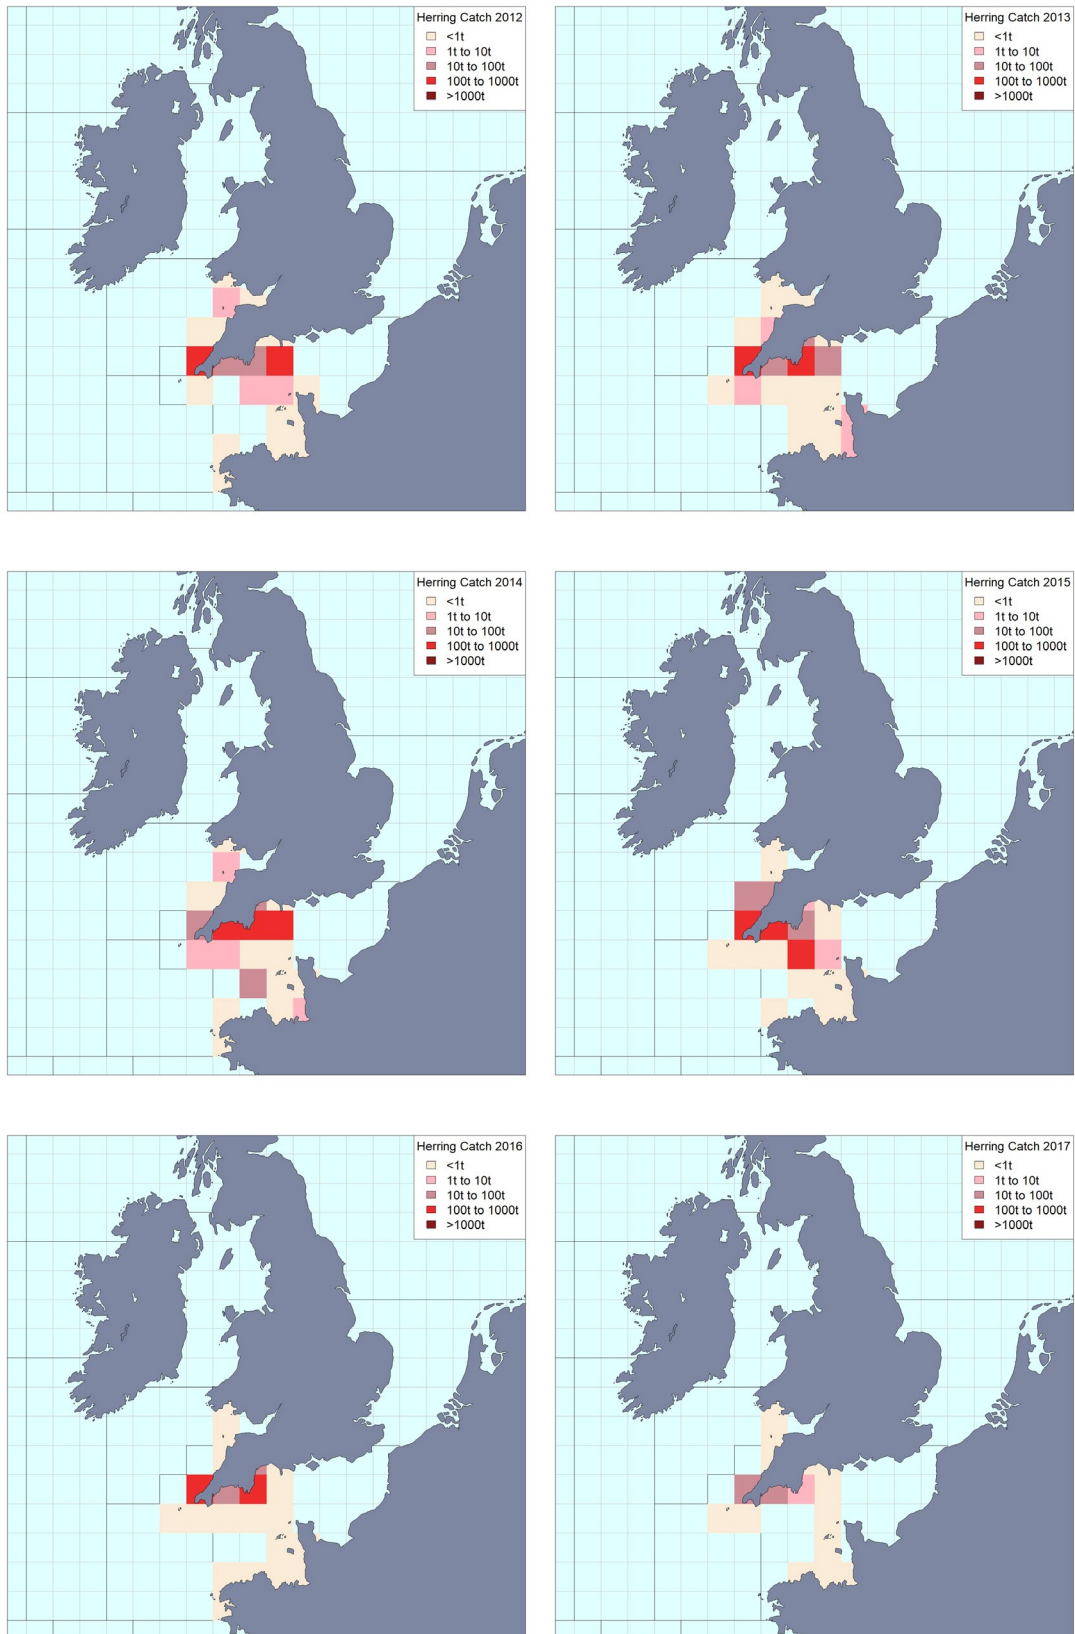 Herring Catch 2012
<1t
1t to 10t
10t to 100t
100t to 1000t
>1000t
Herring Catch 2013
<1t
1t to 10t
10t to 100t
100t to 1000t
>1000t
Herring Catch 2014
<1t
1t to 10t
10t to 100t
100t to 1000t
>1000t
Herring Catch 2015
<1t
1t to 10t
10t to 100t
100t to 1000t
>1000t
Herring Catch 2016
<1t
1t to 10t
10t to 100t
100t to 1000t
>1000t
Herring Catch 2017
<1t
1t to 10t
10t to 100t
100t to 1000t
>1000t